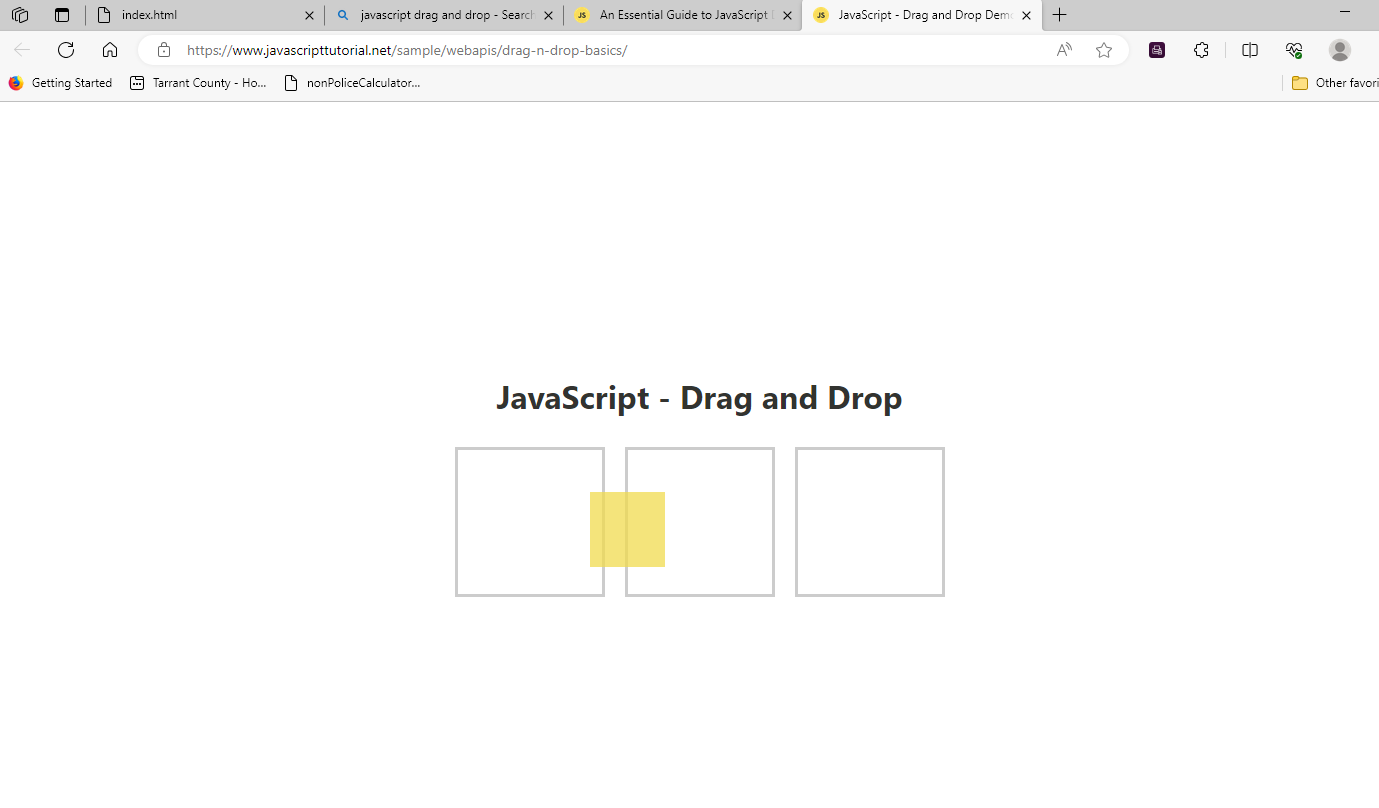 index.html
javascript drag and drop - Search
JS An Essential Guide to JavaScript
JS JavaScript - Drag and Drop Demo
https://www.javascripttutorial.net/sample/webapis/drag-n-drop-basics/
A
Getting Started
Tarrant County - Ho...
nonPoliceCalculator...
Other favori
JavaScript - Drag and Drop